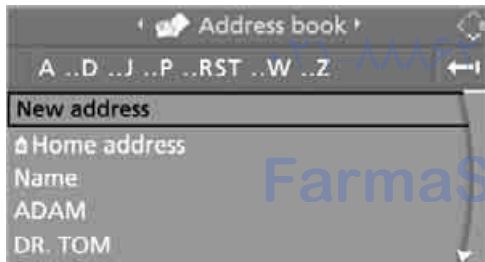 Address book
A ..D ..J ..P ..RST ..W ..Z
New address
Home address
Name
ADAM
DR. TOM